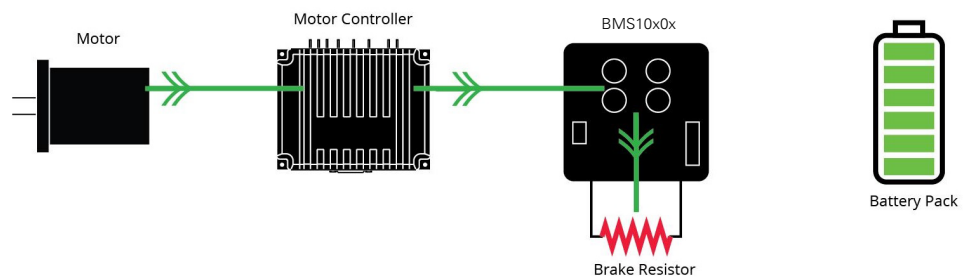 Motor
Motor Controller
BMS10x0x
Battery Pack
Brake Resistor